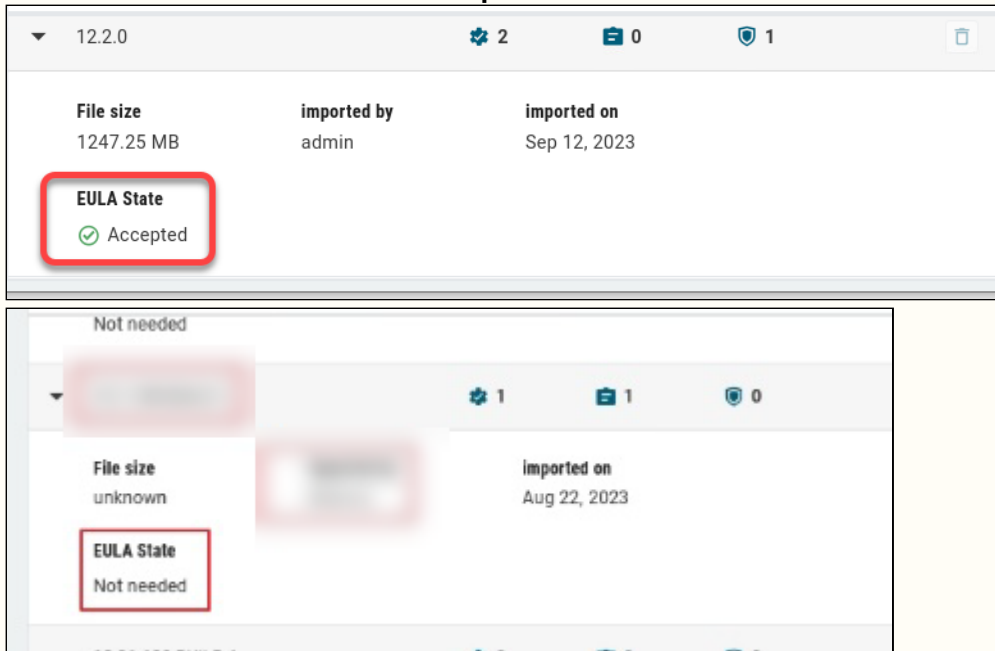 12.2.0 2 0 1
File size imported by imported on
1247.25 MB admin Sep 12, 2023
EULA State
Accepted
Not needed
1 1 0
File size imported on
unknown Aug 22, 2023
EULA State
Not needed